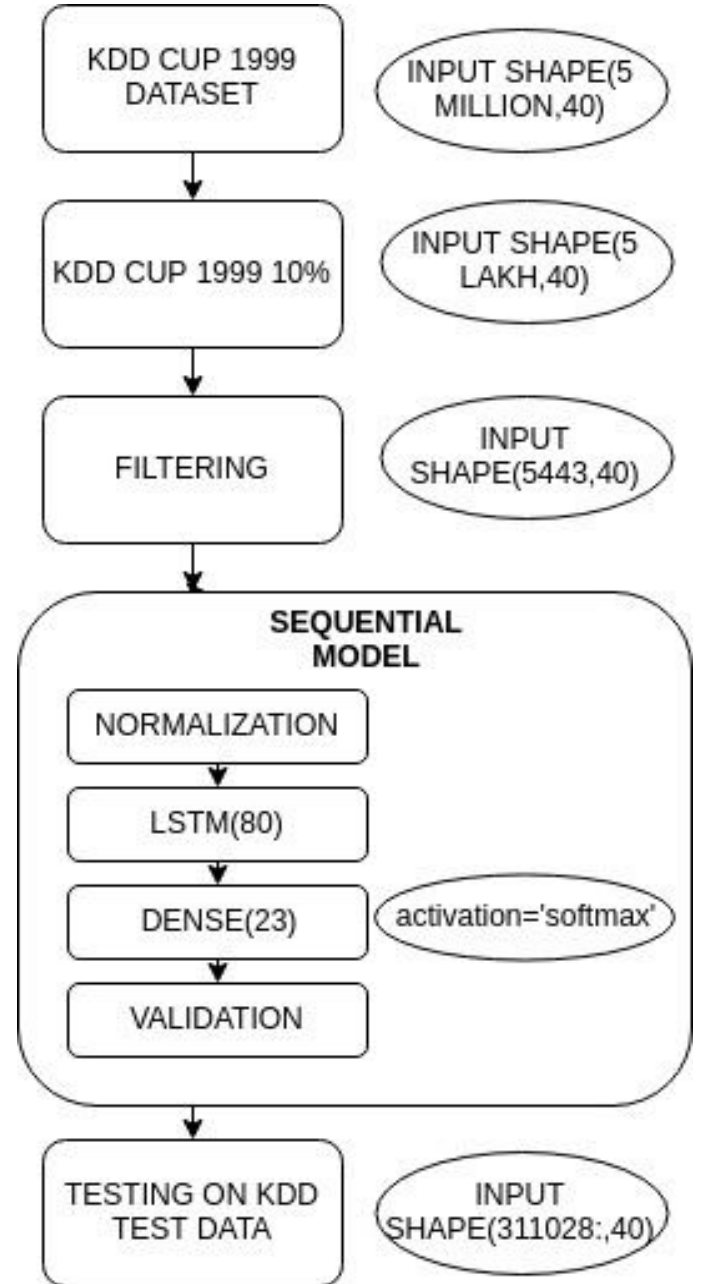 KDD CUP 1999
DATASET
INPUT SHAPE(5
MILLION,40)
KDD CUP 1999 10%
INPUT SHAPE(5
LAKH,40)
FILTERING
INPUT
SHAPE(5443,40)
SEQUENTIAL
MODEL
NORMALIZATION
LSTM(80)
DENSE(23)
activation='softmax'
VALIDATION
TESTING ON KDD
TEST DATA
INPUT
SHAPE(311028:,40)